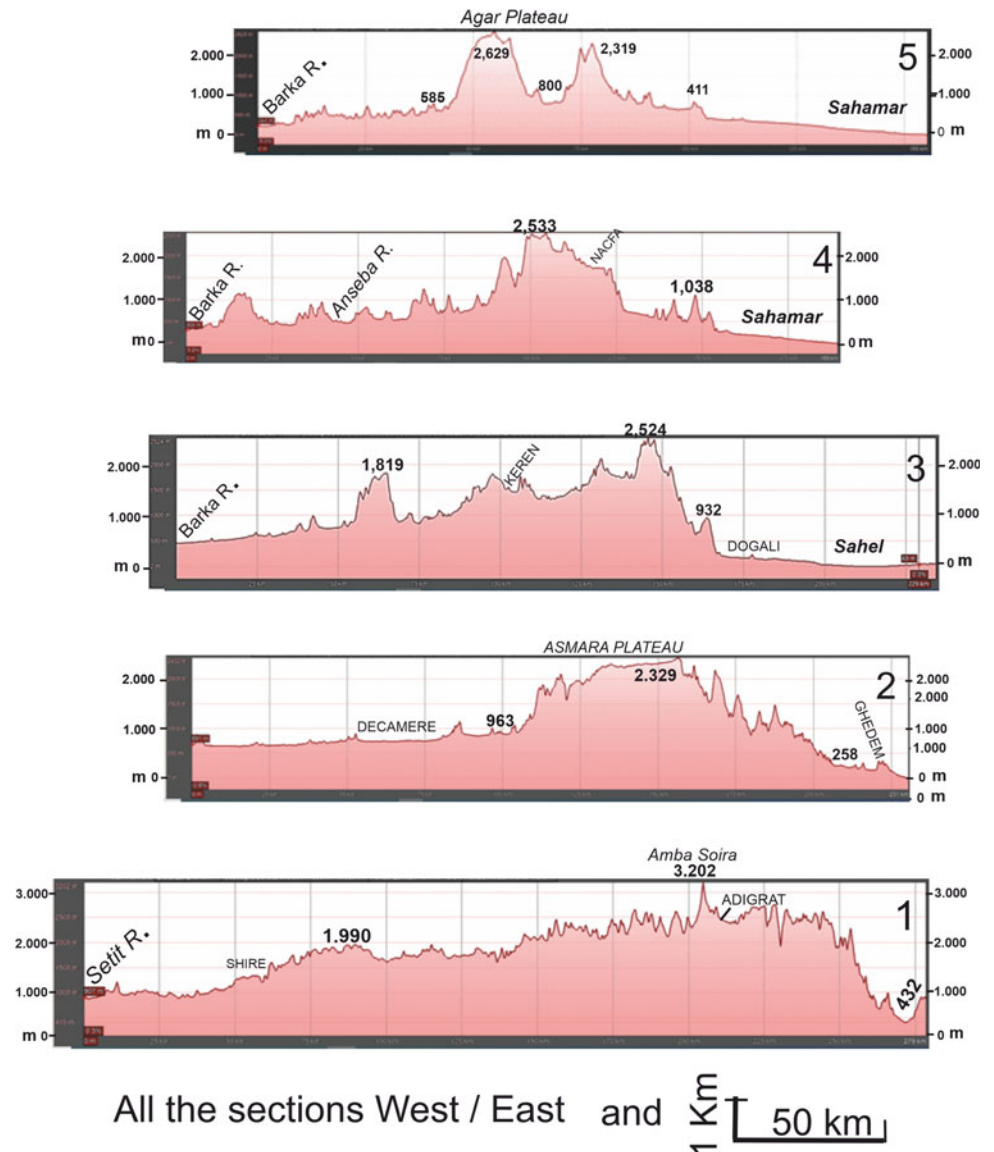 Agar Plateau
2.000
2,629
2,319
5
2.000
1.000
585
800
411
1.000
Barka R.
Sahamar
m 0
0 m
2,533
4
2.000
Barka R.
Anseba R.
NACFA
2.000
1.000
1,038
1.000
Sahamar
m 0
0 m
2,524
3
2.000
1,819
KEREN
2.000
Barka R.
1.000
932
1.000
DOGALI
Sahel
m 0
0 m
ASMARA PLATEAU
2.000
2.329
2
2.000
2.000
1.000
DECAMERE
963
GHEDEM
1.000
1.000
258
m 0
0 m
0 m
Amba Soira
3.202
3.000
ADIGRAT
1
3.000
2.000
Setit R.
SHIRE
1.990
2.000
1.000
432
1.000
m 0
0 m
All the sections West / East and 1 Km 50 km